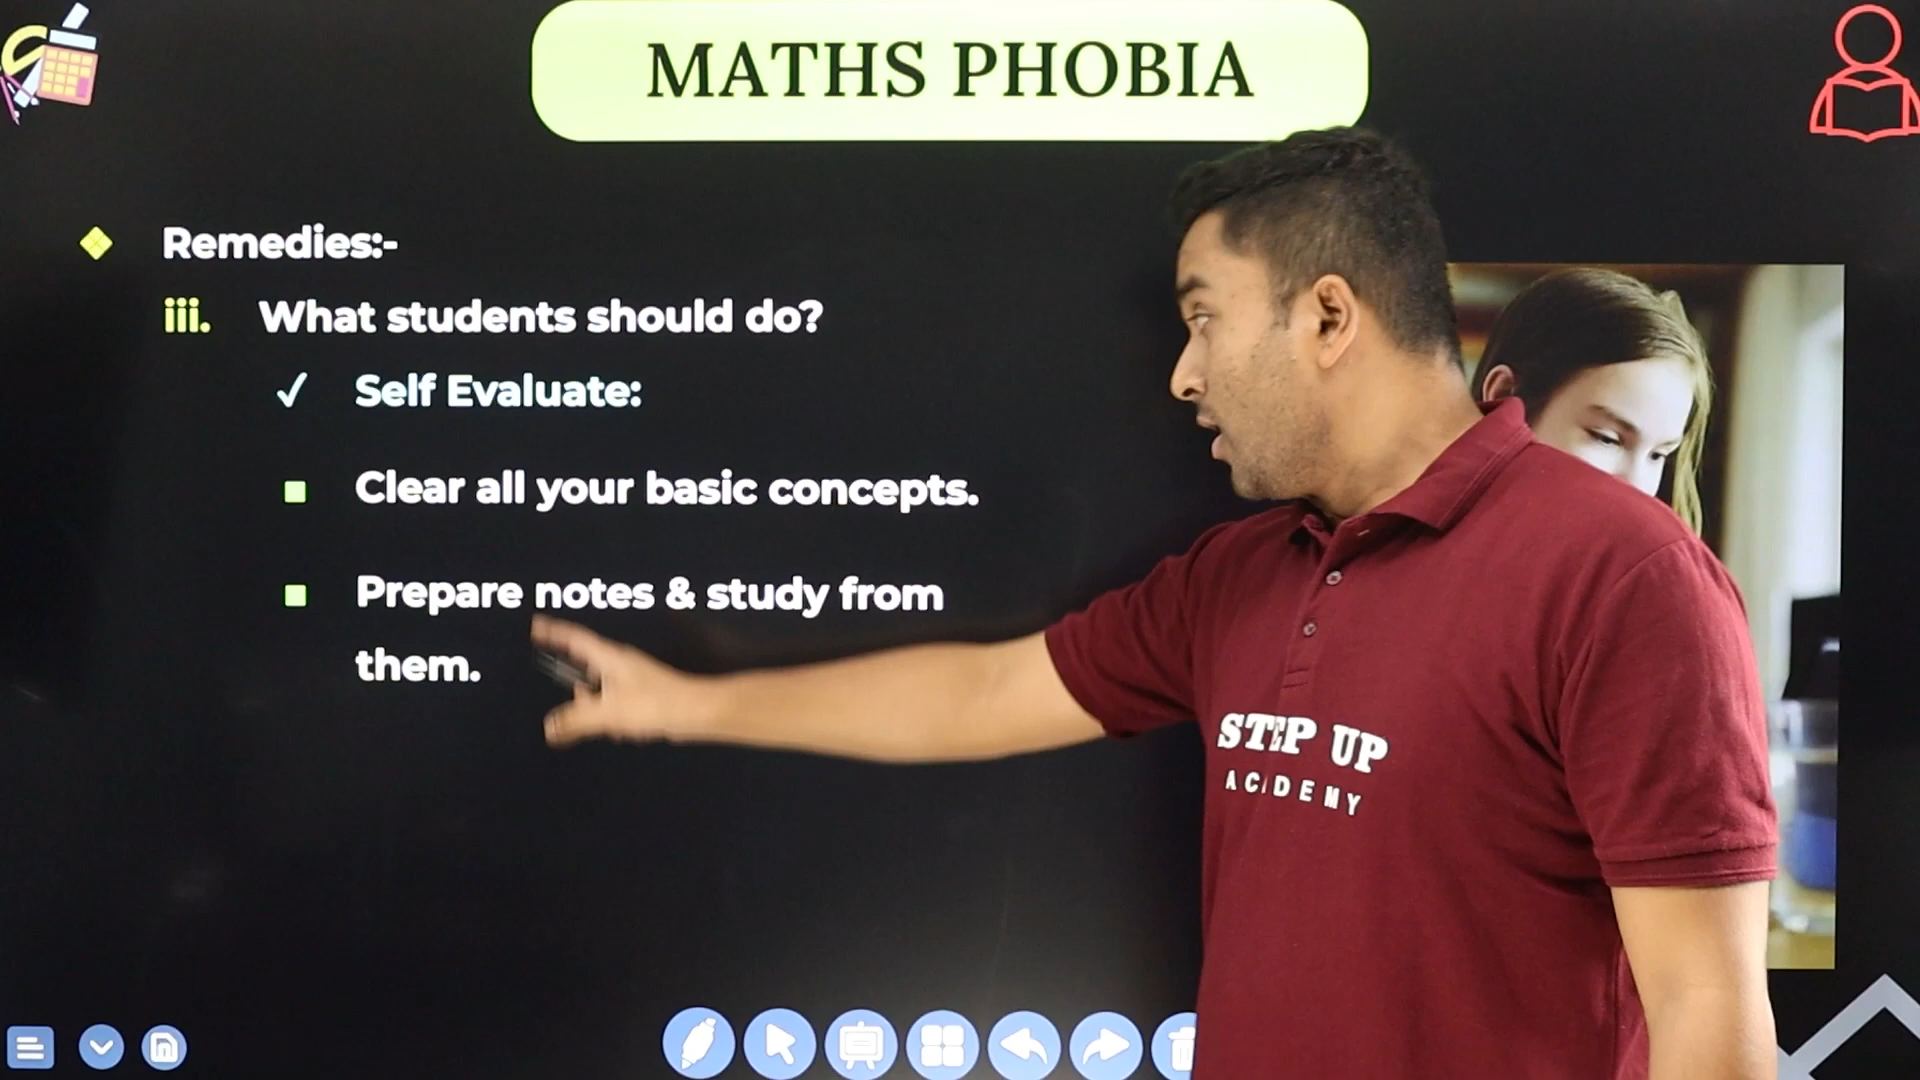 MATHS PHOBIA
Remedies:-
iii. What students should do?
✓ Self Evaluate:
Clear all your basic concepts.
Prepare notes & study from
them.
STEP UP
ACADEMY